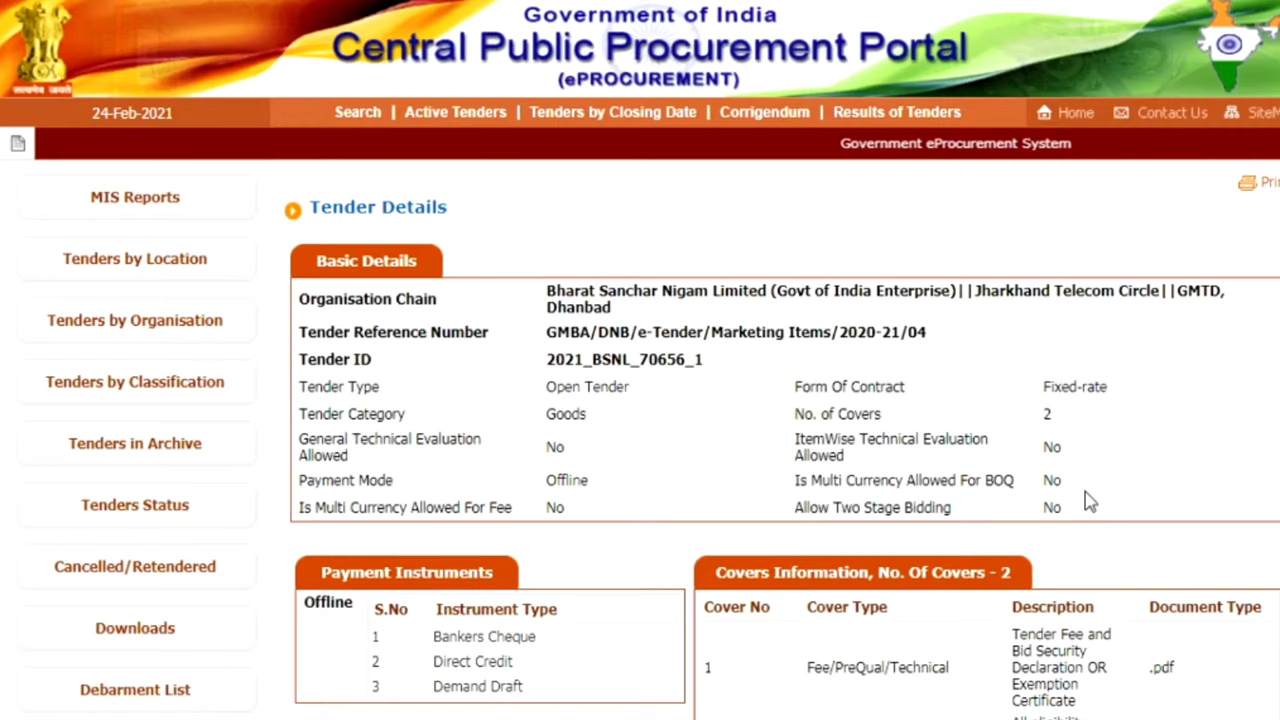 Government of India
Central Public Procurement Portal
(ePROCUREMENT)
सत्यमेव जयते
24-Feb-2021
Search | Active Tenders | Tenders by Closing Date | Corrigendum | Results of Tenders
Home
Contact Us
Government eProcurement System
MIS Reports
Tenders by Location
Tenders by Organisation
Tenders by Classification
Tenders in Archive
Tenders Status
Cancelled/Retendered
Downloads
Debarment List
Tender Details
Basic Details
Organisation Chain
Bharat Sanchar Nigam Limited (Govt of India Enterprise)||Jharkhand Telecom Circle||GMTD,
Dhanbad
Tender Reference Number GMBA/DNB/e-Tender/Marketing Items/2020-21/04
Tender ID 2021_BSNL_70656_1
Tender Type Open Tender Form Of Contract Fixed-rate
Tender Category Goods No. of Covers 2
General Technical Evaluation
Allowed
No
ItemWise Technical Evaluation
Allowed
No
Payment Mode Offline Is Multi Currency Allowed For BOQ No
Is Multi Currency Allowed For Fee No Allow Two Stage Bidding No
Payment Instruments
Offline
S.No Instrument Type
1 Bankers Cheque
2 Direct Credit
3 Demand Draft
Covers Information, No. Of Covers - 2
Cover No Cover Type Description Document Type
1
Fee/PreQual/Technical
Tender Fee and
Bid Security
Declaration OR
Exemption
Certificate
.pdf